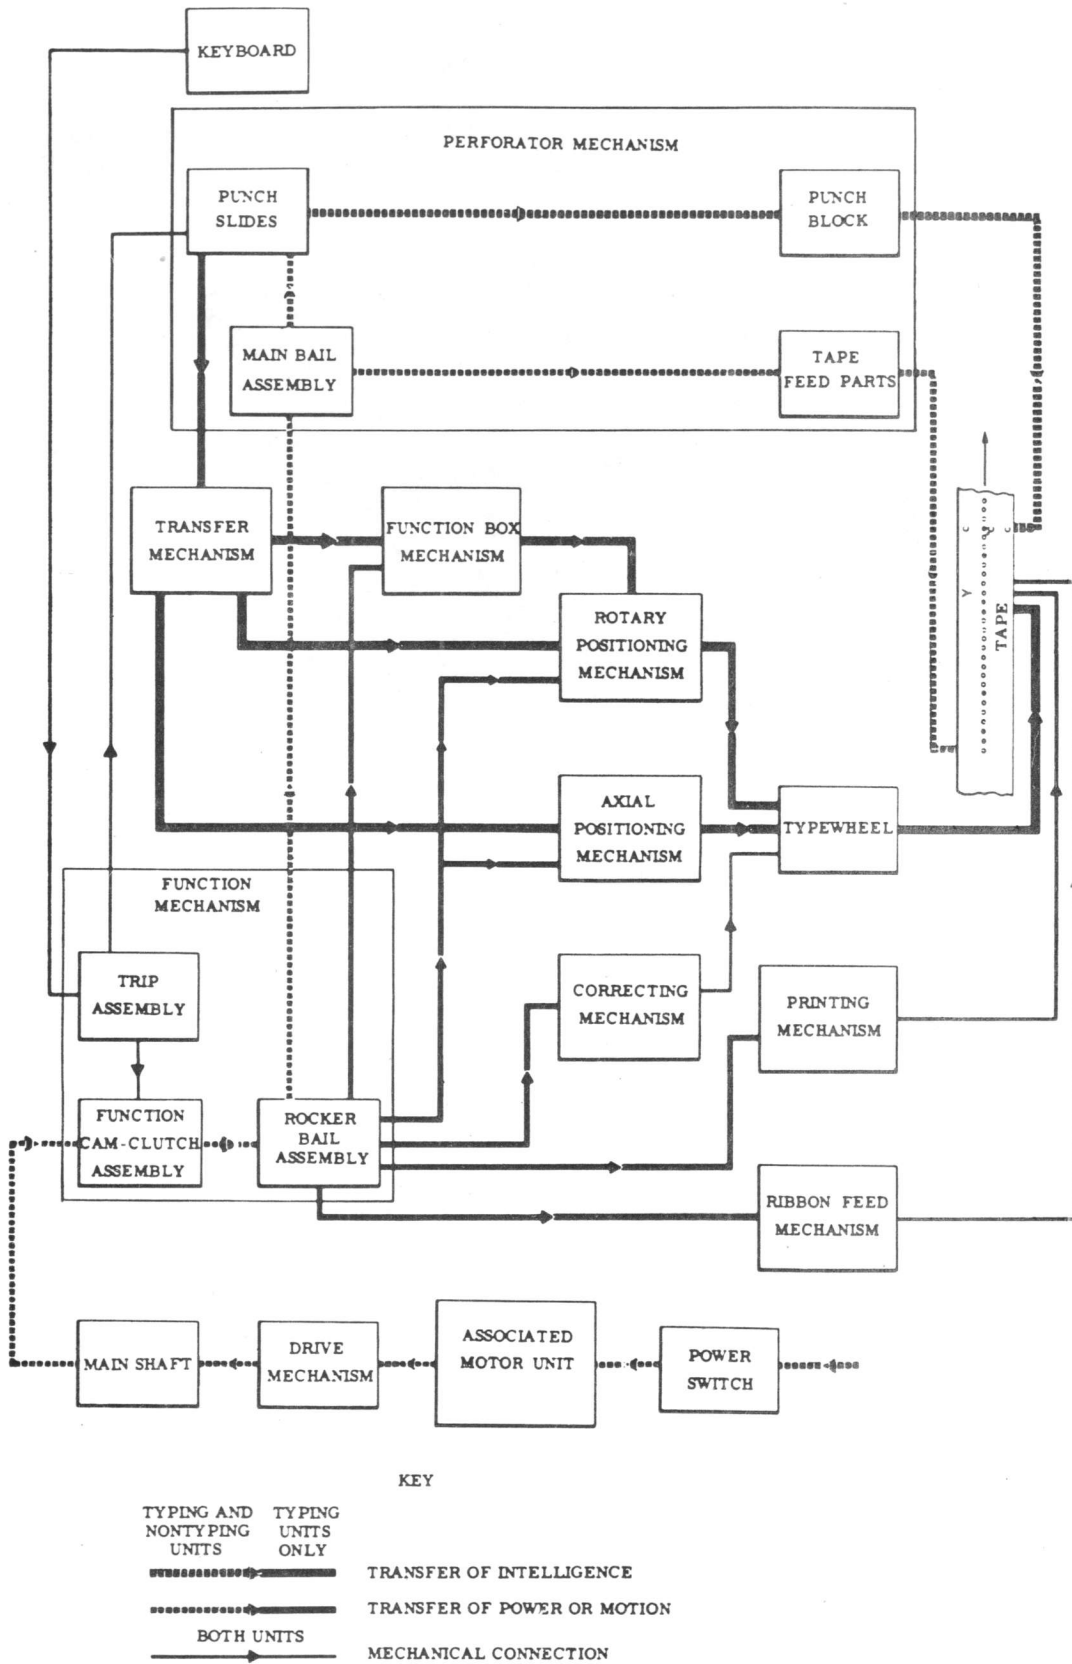 KEYBOARD
PERFORATOR MECHANISM
PUNCH
SLIDES
PUNCH
BLOCK
MAIN BAIL
ASSEMBLY
TAPE
FEED PARTS
TRANSFER
MECHANISM
FUNCTION BOX
MECHANISM
ROTARY
POSITIONING
MECHANISM
C
C
C
Y
TAPE
AXIAL
POSITIONING
MECHANISM
TYPEWHEEL
FUNCTION
MECHANISM
TRIP
ASSEMBLY
CORRECTING
MECHANISM
PRINTING
MECHANISM
FUNCTION
CAM-CLUTCH
ASSEMBLY
ROCKER
BAIL
ASSEMBLY
RIBBON FEED
MECHANISM
MAIN SHAFT
DRIVE
MECHANISM
ASSOCIATED
MOTOR UNIT
POWER
SWITCH
KEY
TYPING AND
NONTYPING
UNITS
TYPING
UNITS
ONLY
TRANSFER OF INTELLIGENCE
TRANSFER OF POWER OR MOTION
BOTH UNITS
MECHANICAL CONNECTION